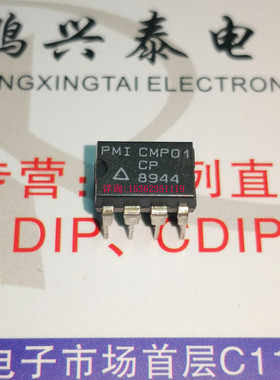 鸿兴泰电
NGXINGTAI ELECTRON
PMI CMP01
CP
8944
专营:
列直
DIP, CDIP
电子市场首层C11